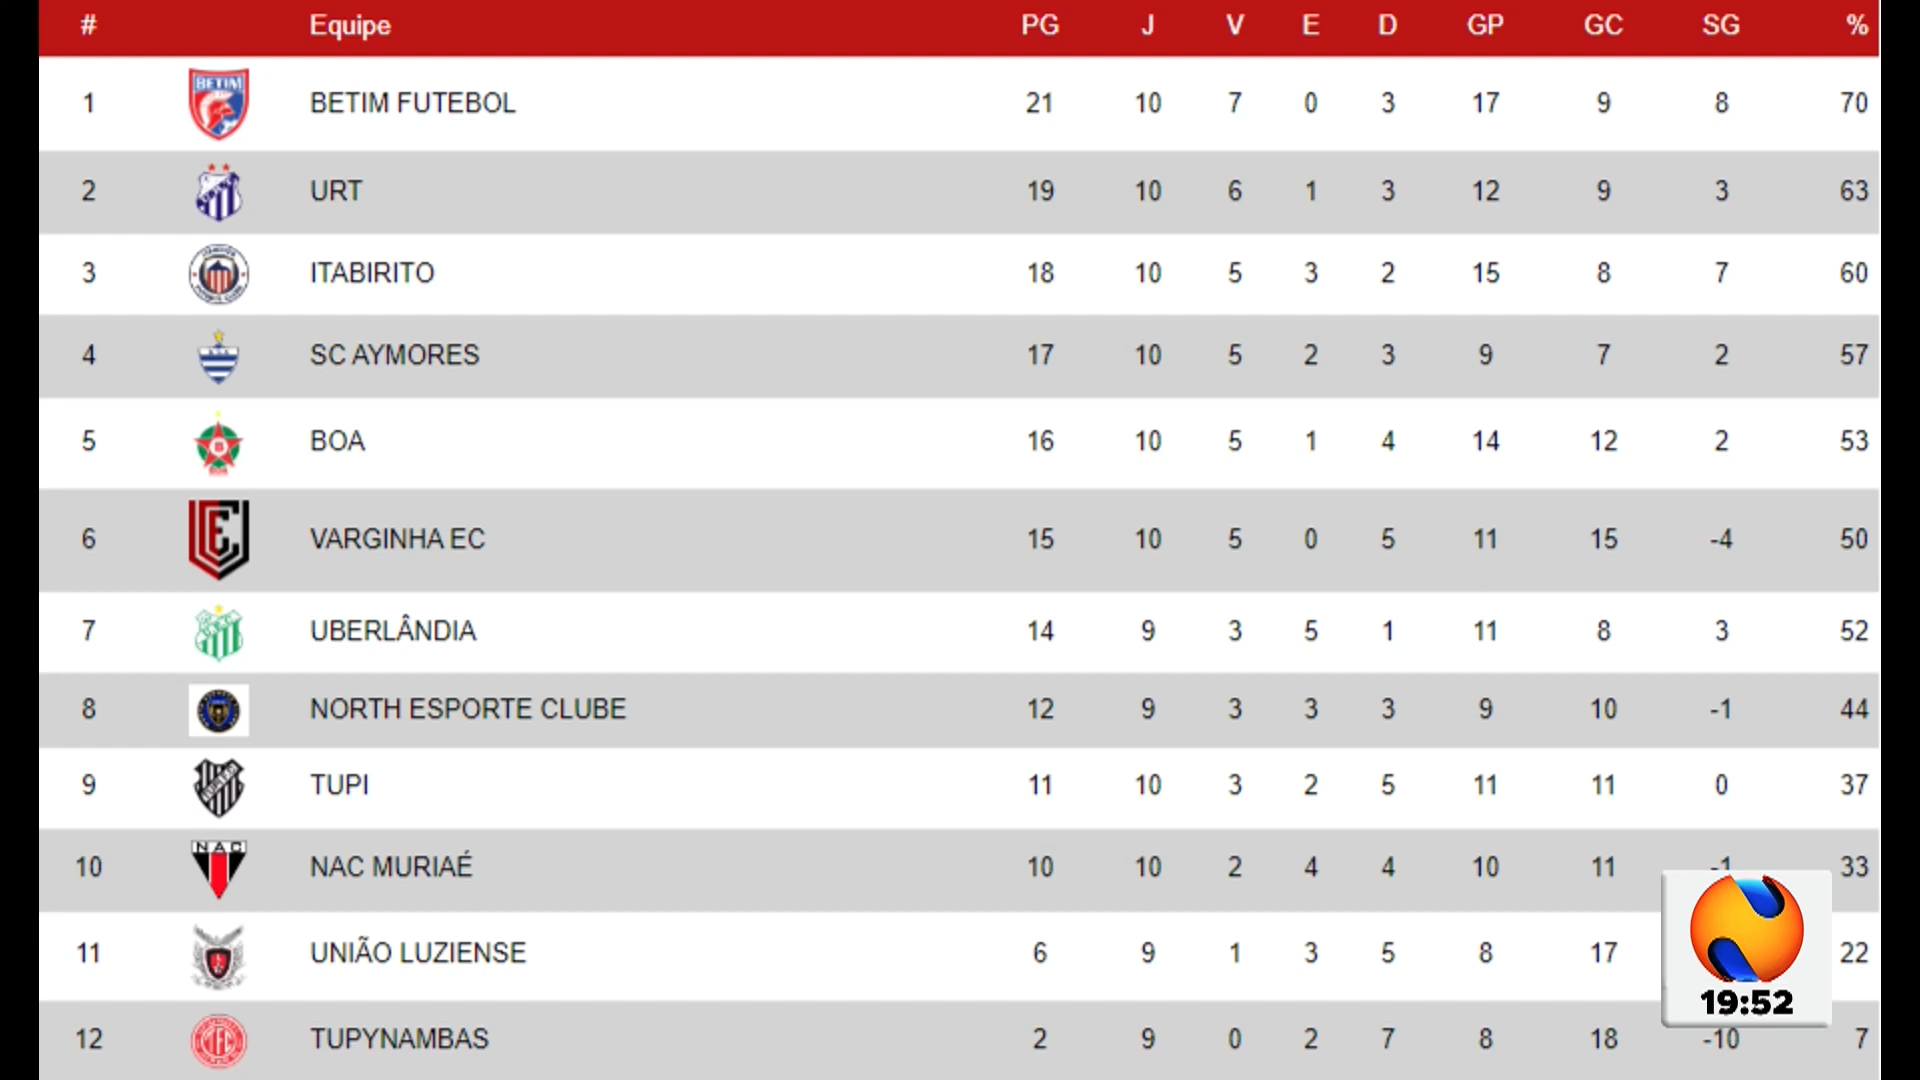 # Equipe PG J V E D GP GC SG %
1 BETIM BETIM FUTEBOL 21 10 7 0 3 17 9 8 70
2 URT 19 10 6 1 3 12 9 3 63
3 ITABIRITO 18 10 5 3 2 15 8 7 60
4 SC AYMORES 17 10 5 2 3 9 7 2 57
5 BOA 16 10 5 1 4 14 12 2 53
6 VARGINHA EC 15 10 5 0 5 11 15 -4 50
7 UBERLÂNDIA 14 9 3 5 1 11 8 3 52
8 NORTH ESPORTE CLUBE 12 9 3 3 3 9 10 -1 44
9 TUPI 11 10 3 2 5 11 11 0 37
10 NAC NAC MURIAÉ 10 10 2 4 4 10 11 -1 33
11 UNIÃO LUZIENSE 6 9 1 3 5 8 17 22
19:52
12 TUPYNAMBAS 2 9 0 2 7 8 18 -10 7